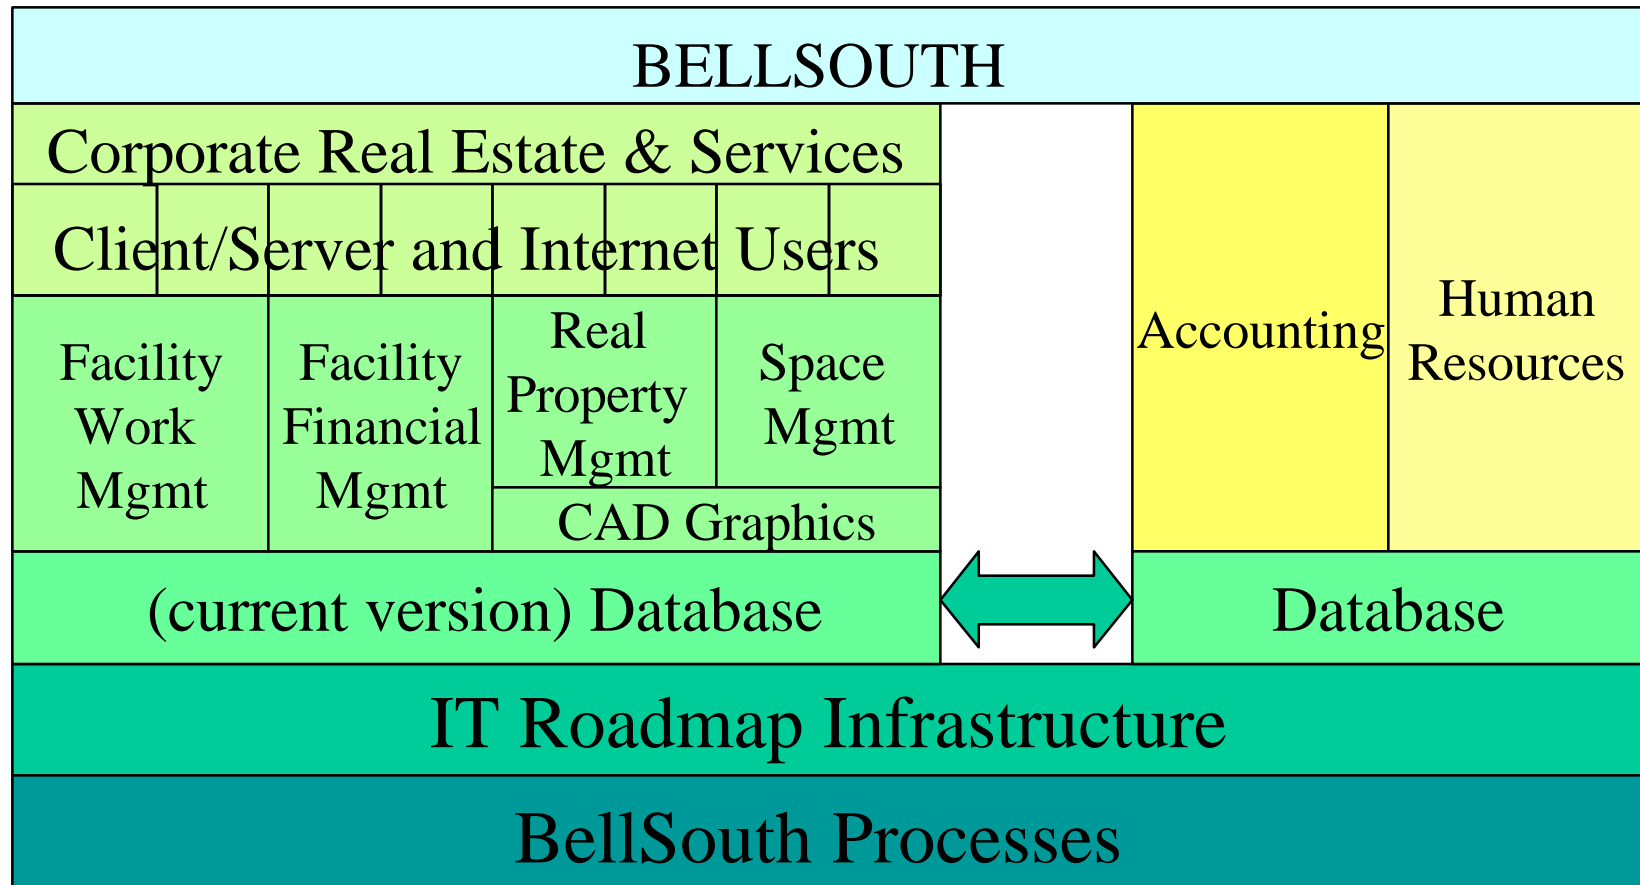 BELLSOUTH
Corporate Real Estate & Services
Client/Server and Internet Users
Facility
Work
Mgmt
Facility
Financial
Mgmt
Real
Property
Mgmt
Space
Mgmt
CAD Graphics
Accounting
Human
Resources
(current version) Database
Database
IT Roadmap Infrastructure
BellSouth Processes